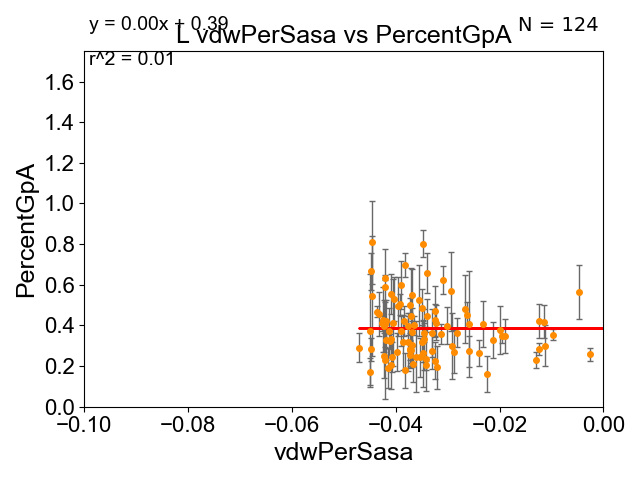 y = 0.00x + 0.39
N = 124
L vdwPerSasa vs PercentGpA
r^2 = 0.01
PercentGpA
1.6
1.4
1.2
1.0
0.8
0.6
0.4
0.2
0.0
−0.10 −0.08 −0.06 −0.04 −0.02 0.00
vdwPerSasa